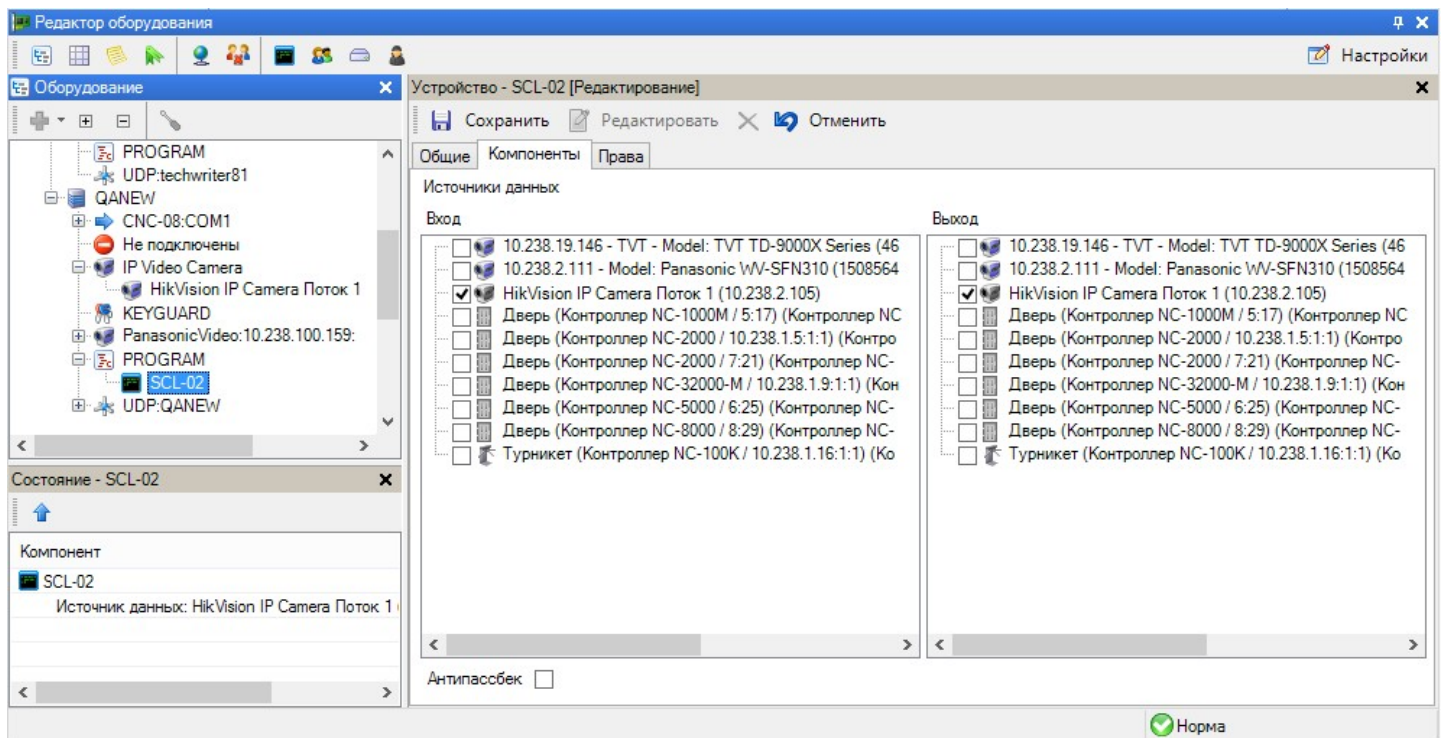 Редактор оборудования
Настройки
Оборудование
PROGRAM
UDP:techwriter81
QANEW
CNC-08:COM1
Не подключены
IP Video Camera
HikVision IP Camera Поток 1
KEYGUARD
PanasonicVideo:10.238.100.159:
PROGRAM
SCL-02
UDP:QANEW
Состояние - SCL-02
Компонент
SCL-02
Источник данных: HikVision IP Camera Поток 1
Устройство - SCL-02 [Редактирование]
Сохранить Редактировать Отменить
Общие Компоненты Права
Источники данных
Вход
10.238.19.146 - TVT - Model: TVT TD-9000X Series (46
10.238.2.111 - Model: Panasonic WV-SFN310 (1508564
HikVision IP Camera Поток 1 (10.238.2.105)
Дверь (Контроллер NC-1000M / 5:17) (Контроллер NC
Дверь (Контроллер NC-2000 / 10.238.1.5:1:1) (Контро
Дверь (Контроллер NC-2000 / 7:21) (Контроллер NC-
Дверь (Контроллер NC-32000-M / 10.238.1.9:1:1) (Кон
Дверь (Контроллер NC-5000 / 6:25) (Контроллер NC-
Дверь (Контроллер NC-8000 / 8:29) (Контроллер NC-
Турникет (Контроллер NC-100K / 10.238.1.16:1:1) (Ко
Выход
10.238.19.146 - TVT - Model: TVT TD-9000X Series (46
10.238.2.111 - Model: Panasonic WV-SFN310 (1508564
HikVision IP Camera Поток 1 (10.238.2.105)
Дверь (Контроллер NC-1000M / 5:17) (Контроллер NC
Дверь (Контроллер NC-2000 / 10.238.1.5:1:1) (Контро
Дверь (Контроллер NC-2000 / 7:21) (Контроллер NC-
Дверь (Контроллер NC-32000-M / 10.238.1.9:1:1) (Кон
Дверь (Контроллер NC-5000 / 6:25) (Контроллер NC-
Дверь (Контроллер NC-8000 / 8:29) (Контроллер NC-
Турникет (Контроллер NC-100K / 10.238.1.16:1:1) (Ко
Антипассбек
Норма